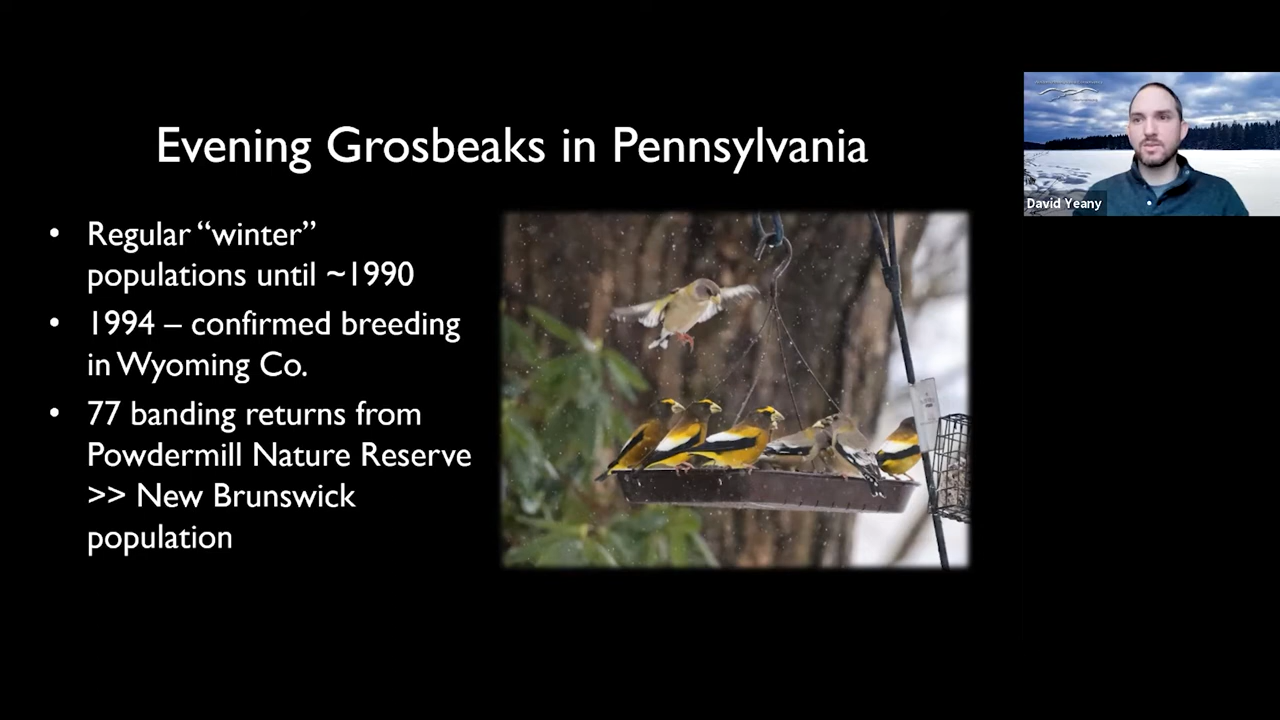 Evening Grosbeaks in Pennsylvania
David Yeany
• Regular “winter”
populations until ~1990
• 1994 – confirmed breeding
in Wyoming Co.
• 77 banding returns from
Powdermill Nature Reserve
>> New Brunswick
population